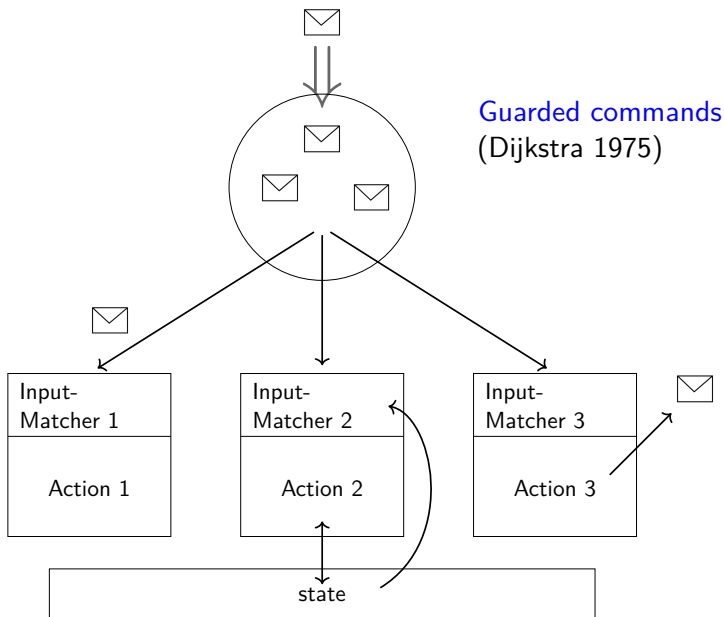 Guarded commands
(Dijkstra 1975)
Input-
Matcher 1
Action 1
Input-
Matcher 2
Action 2
Input-
Matcher 3
Action 3
state